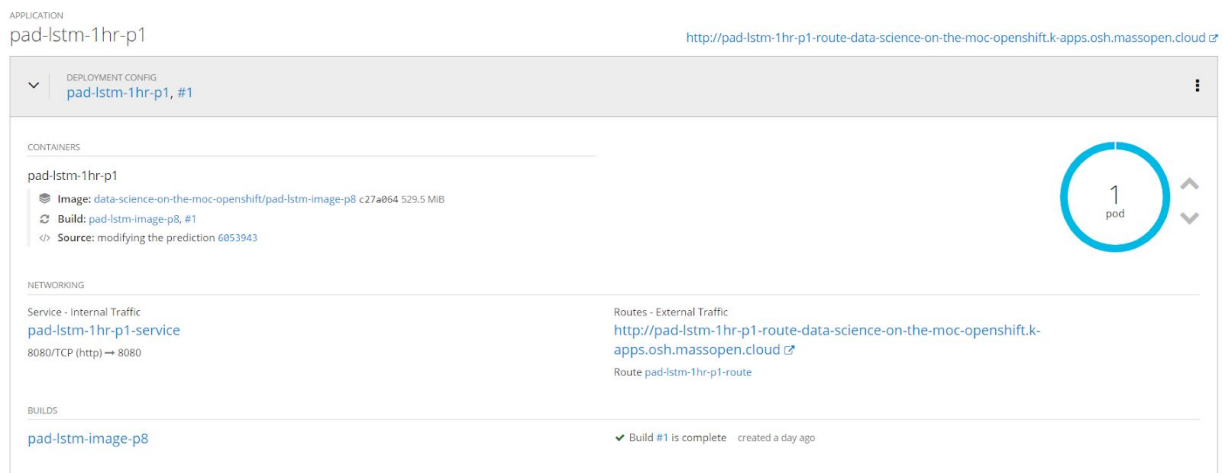 APPLICATION
pad-lstm-1hr-p1
http://pad-lstm-1hr-p1-route-data-science-on-the-moc-openshift.k-apps.osh.massopen.cloud
DEPLOYMENT CONFIG
pad-lstm-1hr-p1, #1
CONTAINERS
pad-lstm-1hr-p1
Image: data-science-on-the-moc-openshift/pad-lstm-image-p8 c27a064 529.5 MiB
Build: pad-lstm-image-p8, #1
</> Source: modifying the prediction 6053943
1
pod
NETWORKING
Service - Internal Traffic
pad-lstm-1hr-p1-service
8080/TCP (http) → 8080
Routes - External Traffic
http://pad-lstm-1hr-p1-route-data-science-on-the-moc-openshift.k-
apps.osh.massopen.cloud
Route pad-lstm-1hr-p1-route
BUILDS
pad-lstm-image-p8
Build #1 is complete created a day ago